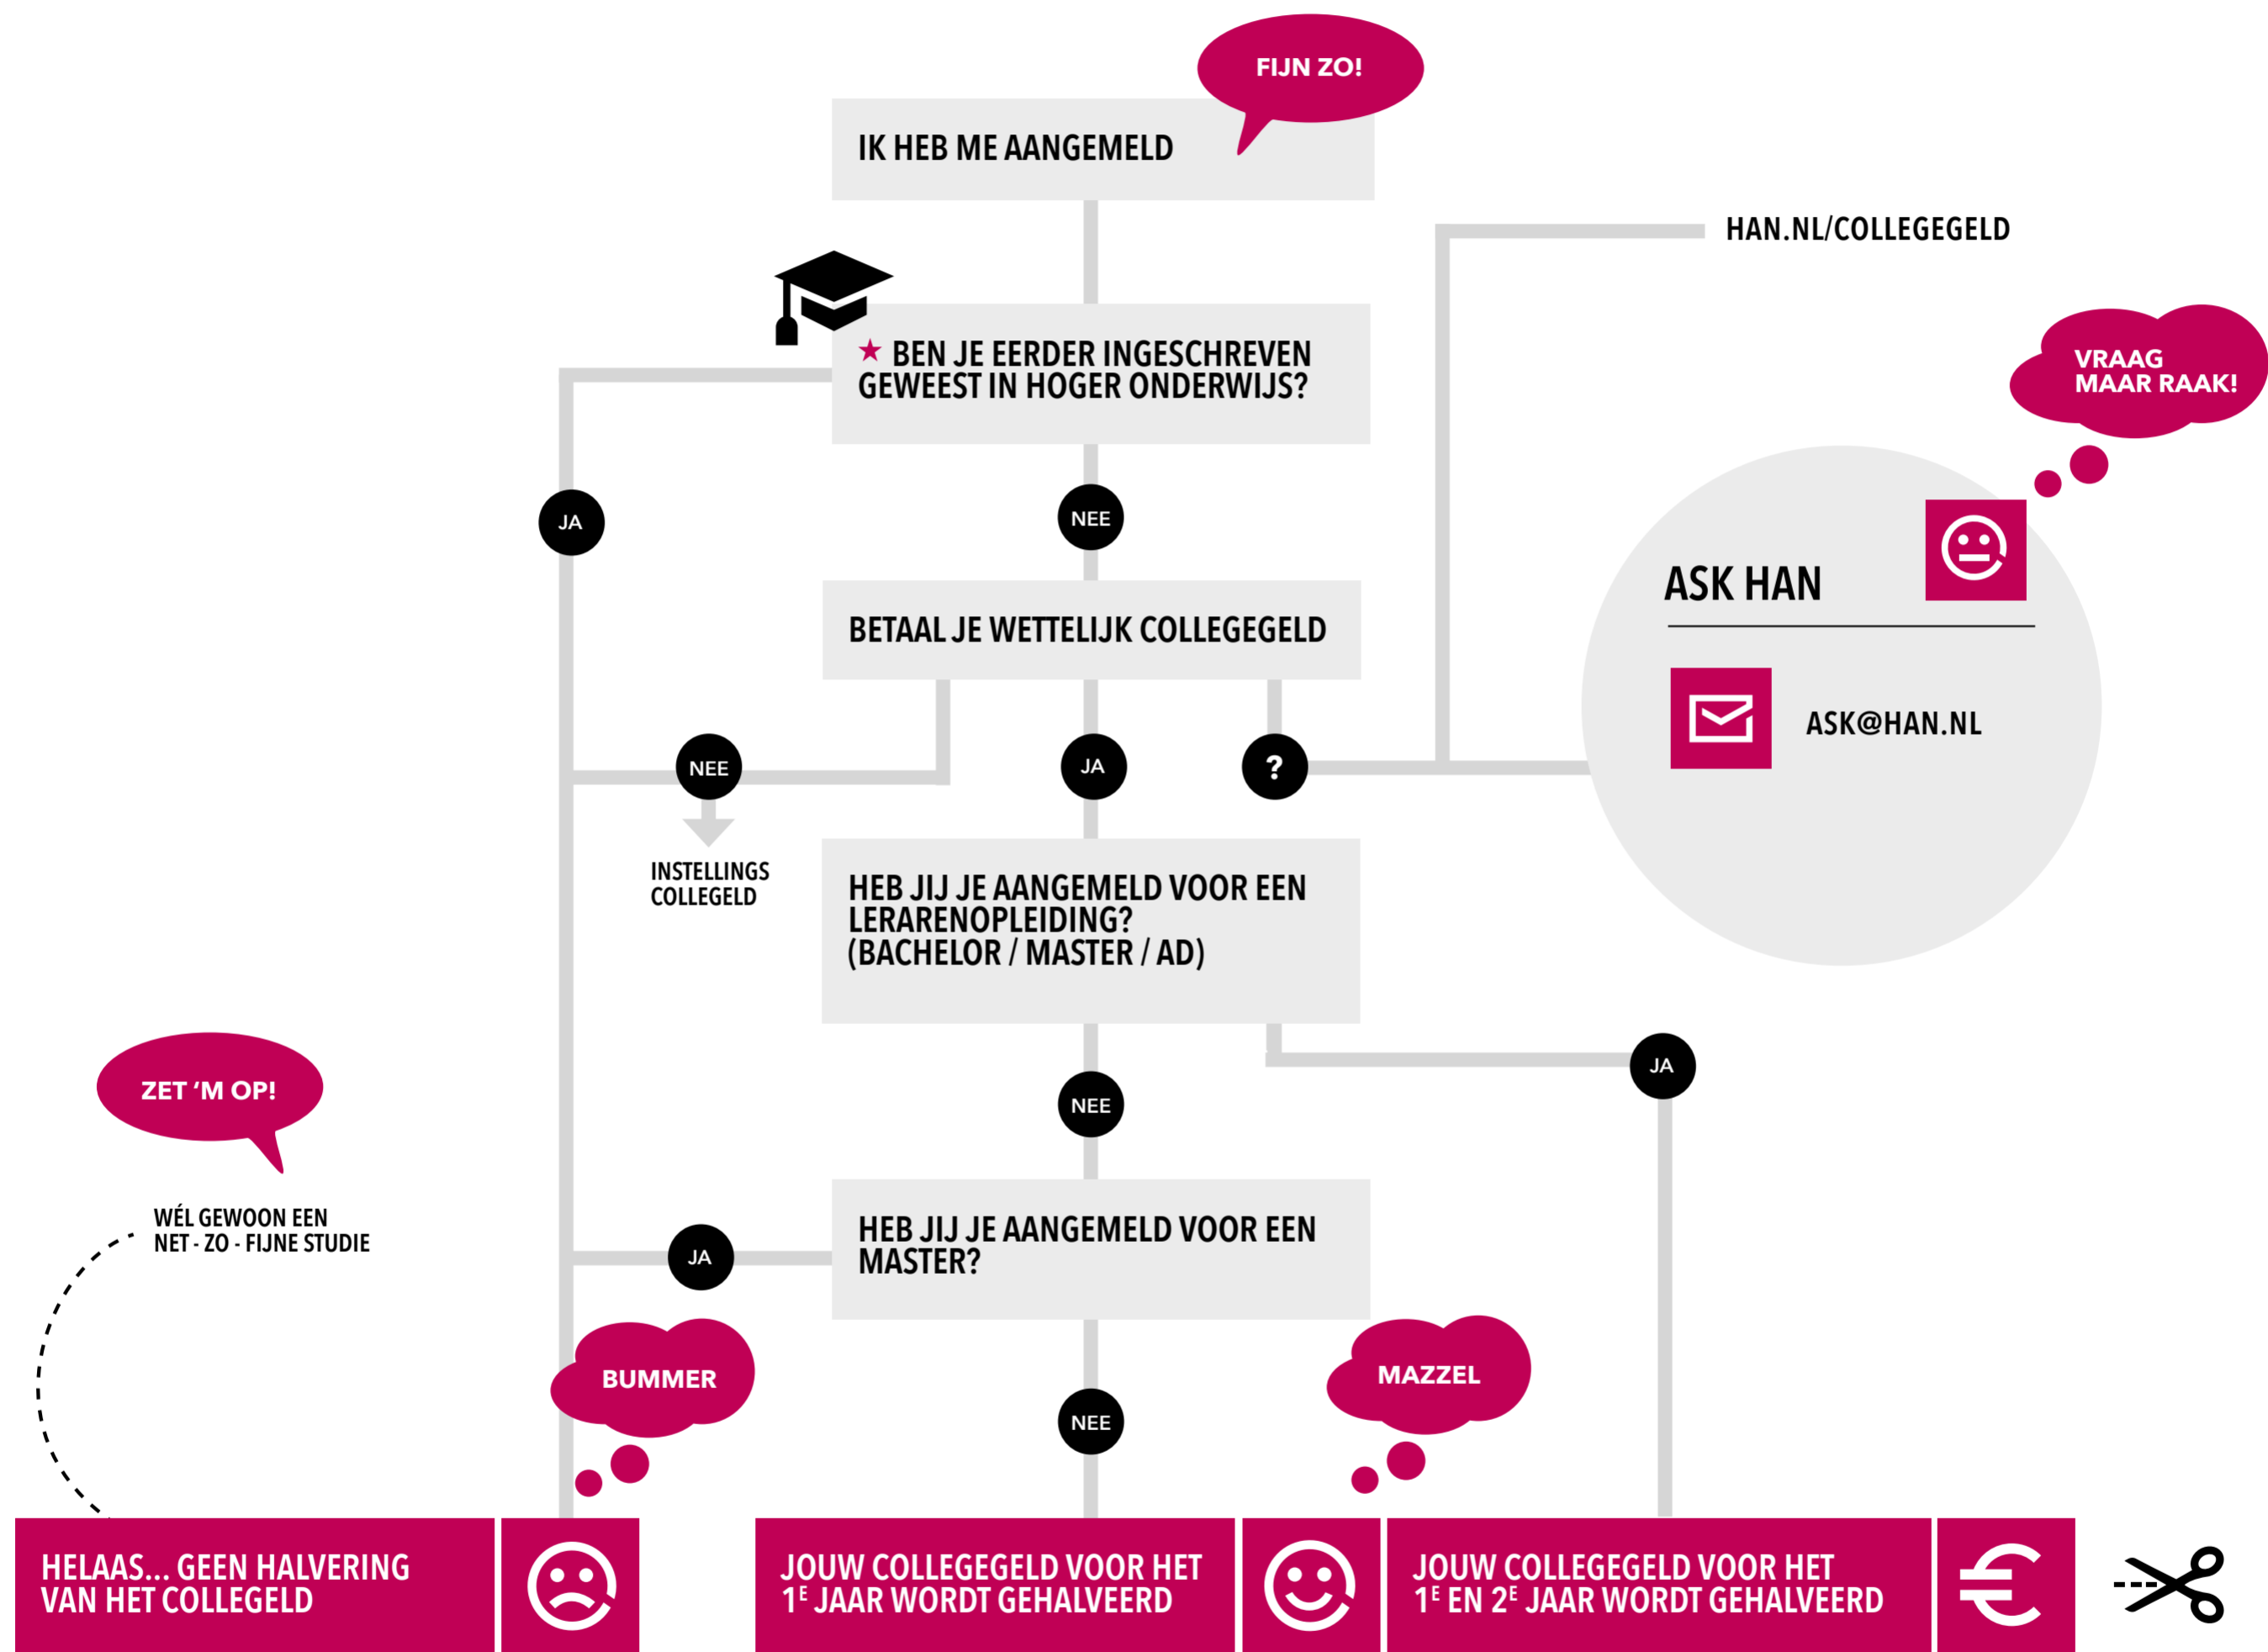 FIJN ZO!
IK HEB ME AANGEMELD
HAN.NL/COLLEGEGELD
★ BEN JE EERDER INGESCHREVEN
GEWEEST IN HOGER ONDERWIJS?
VRAAG
MAAR RAAK!
JA
NEE
ASK HAN
BETAAL JE WETTELIJK COLLEGEGELD
ASK@HAN.NL
NEE
JA
?
INSTELLINGS
COLLEGELD
HEB JIJ JE AANGEMELD VOOR EEN
LERARENOPLEIDING?
(BACHELOR / MASTER / AD)
JA
ZET ‘M OP!
NEE
WÉL GEWOON EEN
NET - ZO - FIJNE STUDIE
HEB JIJ JE AANGEMELD VOOR EEN
MASTER?
JA
BUMMER
MAZZEL
NEE
HELAAS... GEEN HALVERING
VAN HET COLLEGELD
JOUW COLLEGEGELD VOOR HET
1E JAAR WORDT GEHALVEERD
JOUW COLLEGEGELD VOOR HET
1E EN 2E JAAR WORDT GEHALVEERD
€